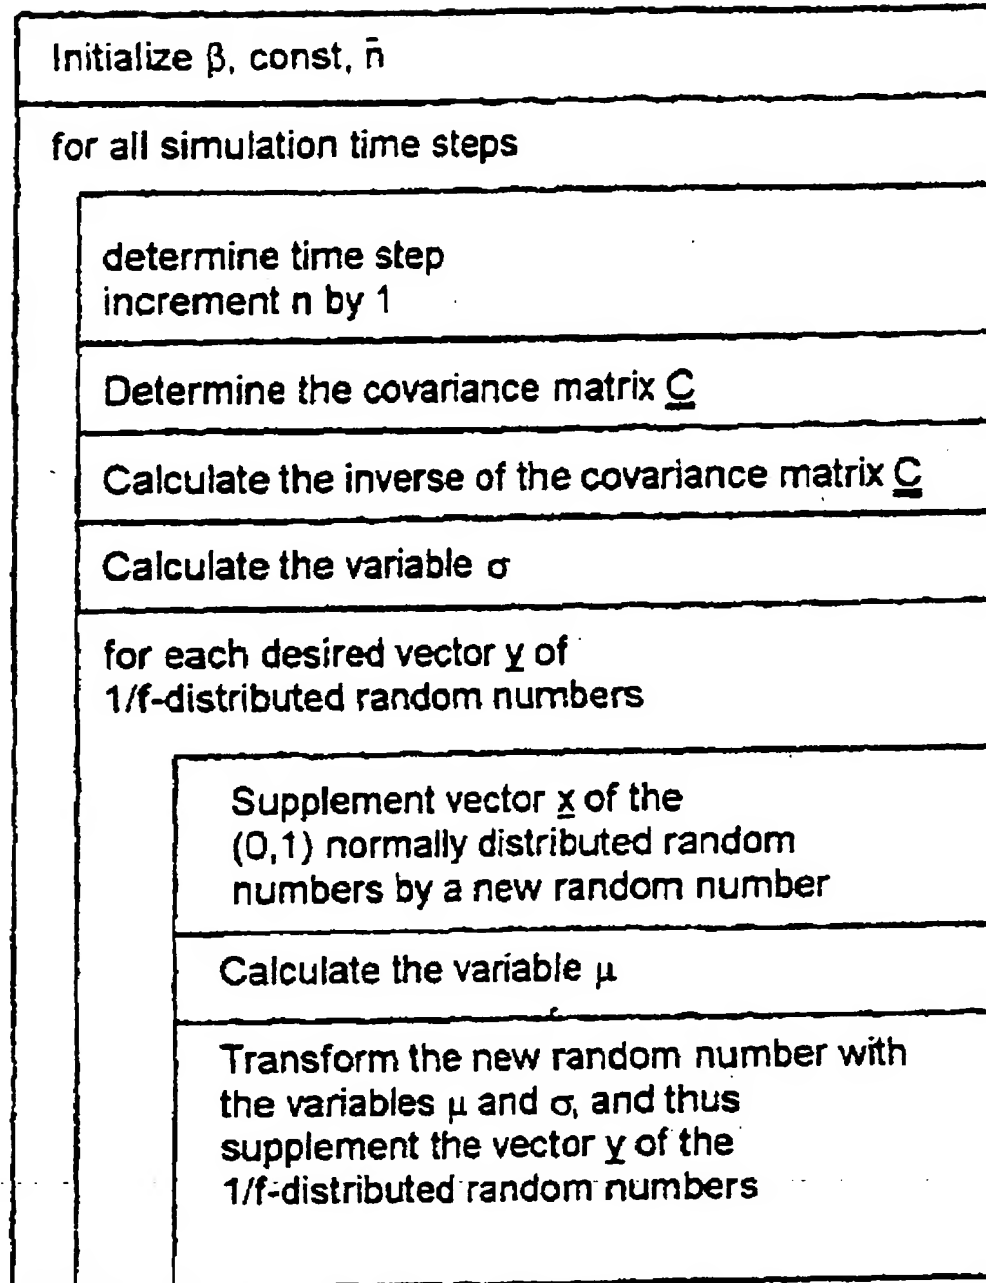 Initialize β, const, n̄
for all simulation time steps
determine time step
increment n by 1
Determine the covariance matrix C
Calculate the inverse of the covariance matrix C
Calculate the variable σ
for each desired vector y of
1/f-distributed random numbers
Supplement vector x of the
(0,1) normally distributed random
numbers by a new random number
Calculate the variable μ
Transform the new random number with
the variables μ and σ, and thus
supplement the vector y of the
1/f-distributed random numbers